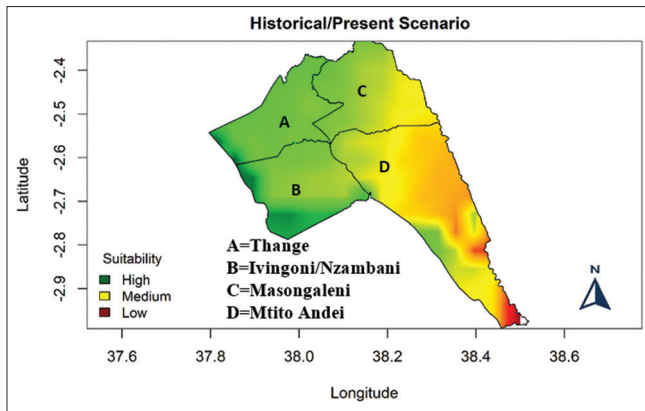 Historical/Present Scenario
-2.4
-2.5
-2.6
-2.7
-2.8
-2.9
Latitude
A
B
C
D
A=Thange
B=Ivingoni/Nzambani
C=Masongaleni
D=Mtito Andei
Suitability
High
Medium
Low
N
37.6 37.8 38.0 38.2 38.4 38.6
Longitude